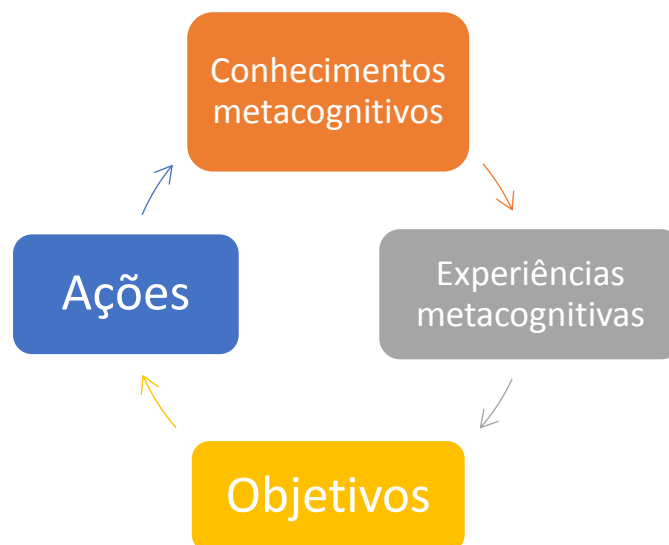 Conhecimentos
metacognitivos
Ações
Experiências
metacognitivas
Objetivos